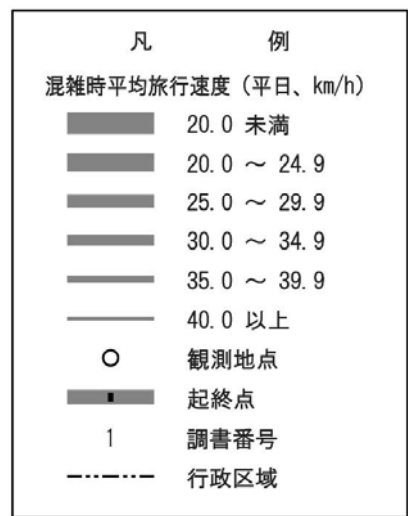 凡 例
混雑時平均旅行速度（平日、km/h）
20.0 未満
20.0 ～ 24.9
25.0 ～ 29.9
30.0 ～ 34.9
35.0 ～ 39.9
40.0 以上
観測地点
起終点
1 調書番号
行政区域